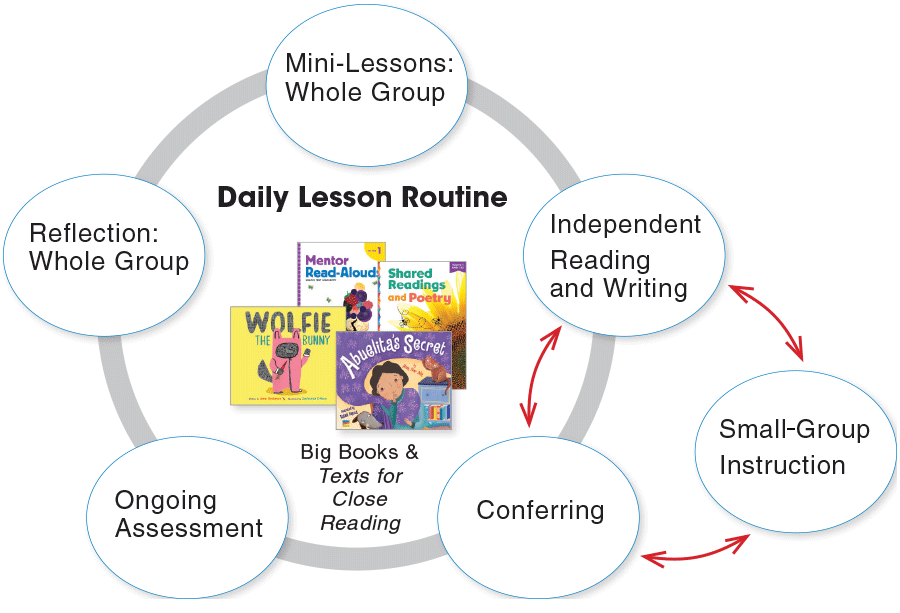 Mini-Lessons:
Whole Group
Daily Lesson Routine
Reflection:
Whole Group
Independent
Reading
and Writing
Mentor
Read-Alouds
Shared
Readings
and Poetry
WOLFIE
THE BUNNY
Abuelita's Secret
Big Books &
Texts for
Close
Reading
Small-Group
Instruction
Ongoing
Assessment
Conferring